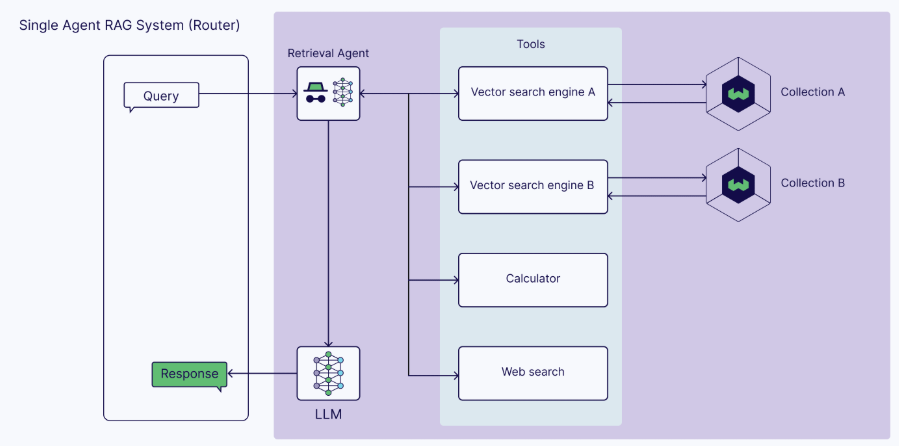 Single Agent RAG System (Router)
Query
Retrieval Agent
Tools
Vector search engine A
Collection A
Vector search engine B
Collection B
Calculator
Web search
Response
LLM